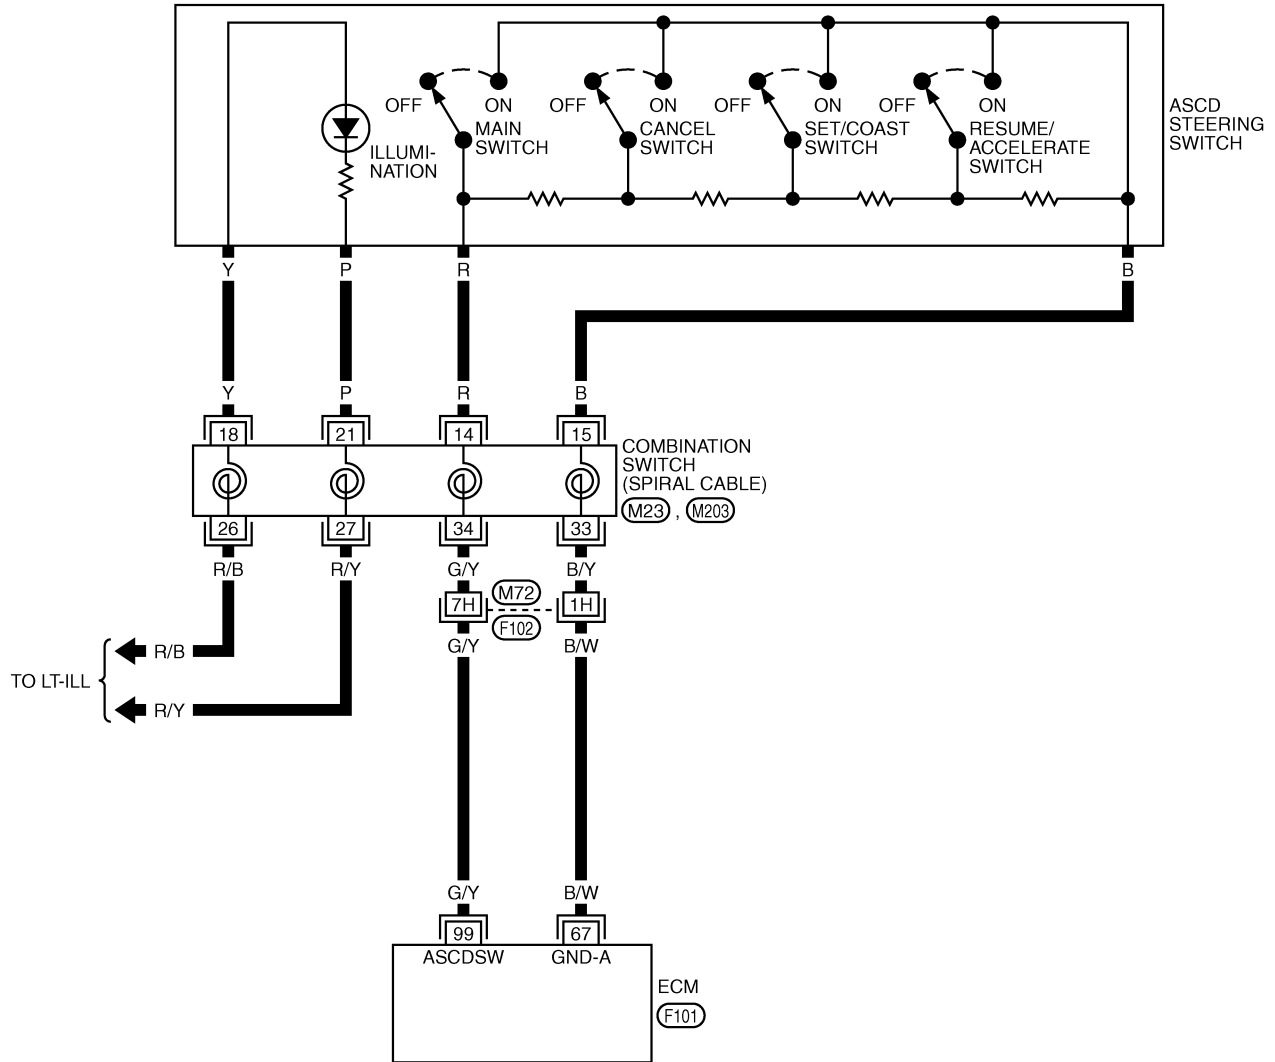 OFF ON OFF ON OFF ON OFF ON
MAIN
SWITCH
CANCEL
SWITCH
SET/COAST
SWITCH
RESUME/
ACCELERATE
SWITCH
ASCD
STEERING
SWITCH
ILLUMI-
NATION
Y P R B
Y P R B
18 21 14 15
COMBINATION
SWITCH
(SPIRAL CABLE)
M23 , M203
26 27 34 33
R/B R/Y G/Y B/Y
7H M72 1H
F102
G/Y B/W
R/B
TO LT-ILL
R/Y
G/Y B/W
99 67
ASCDSW GND-A
ECM
F101